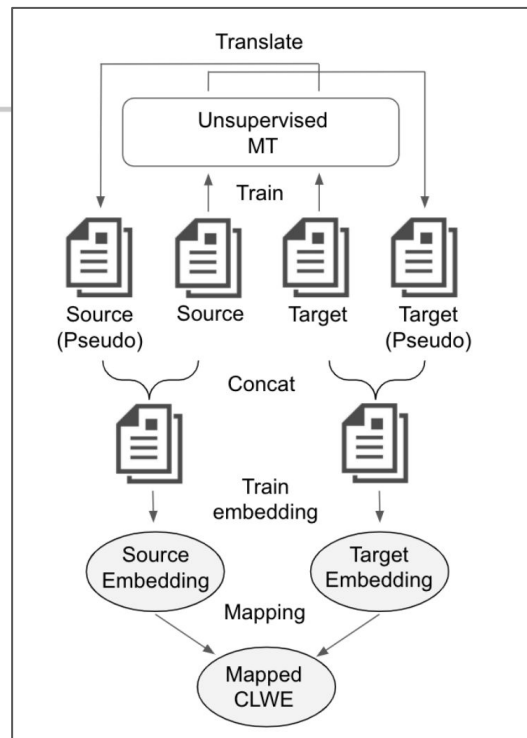 Translate
Unsupervised
MT
Train
Source
(Pseudo)
Source
Target
Target
(Pseudo)
Concat
Train
embedding
Source
Embedding
Target
Embedding
Mapping
Mapped
CLWE